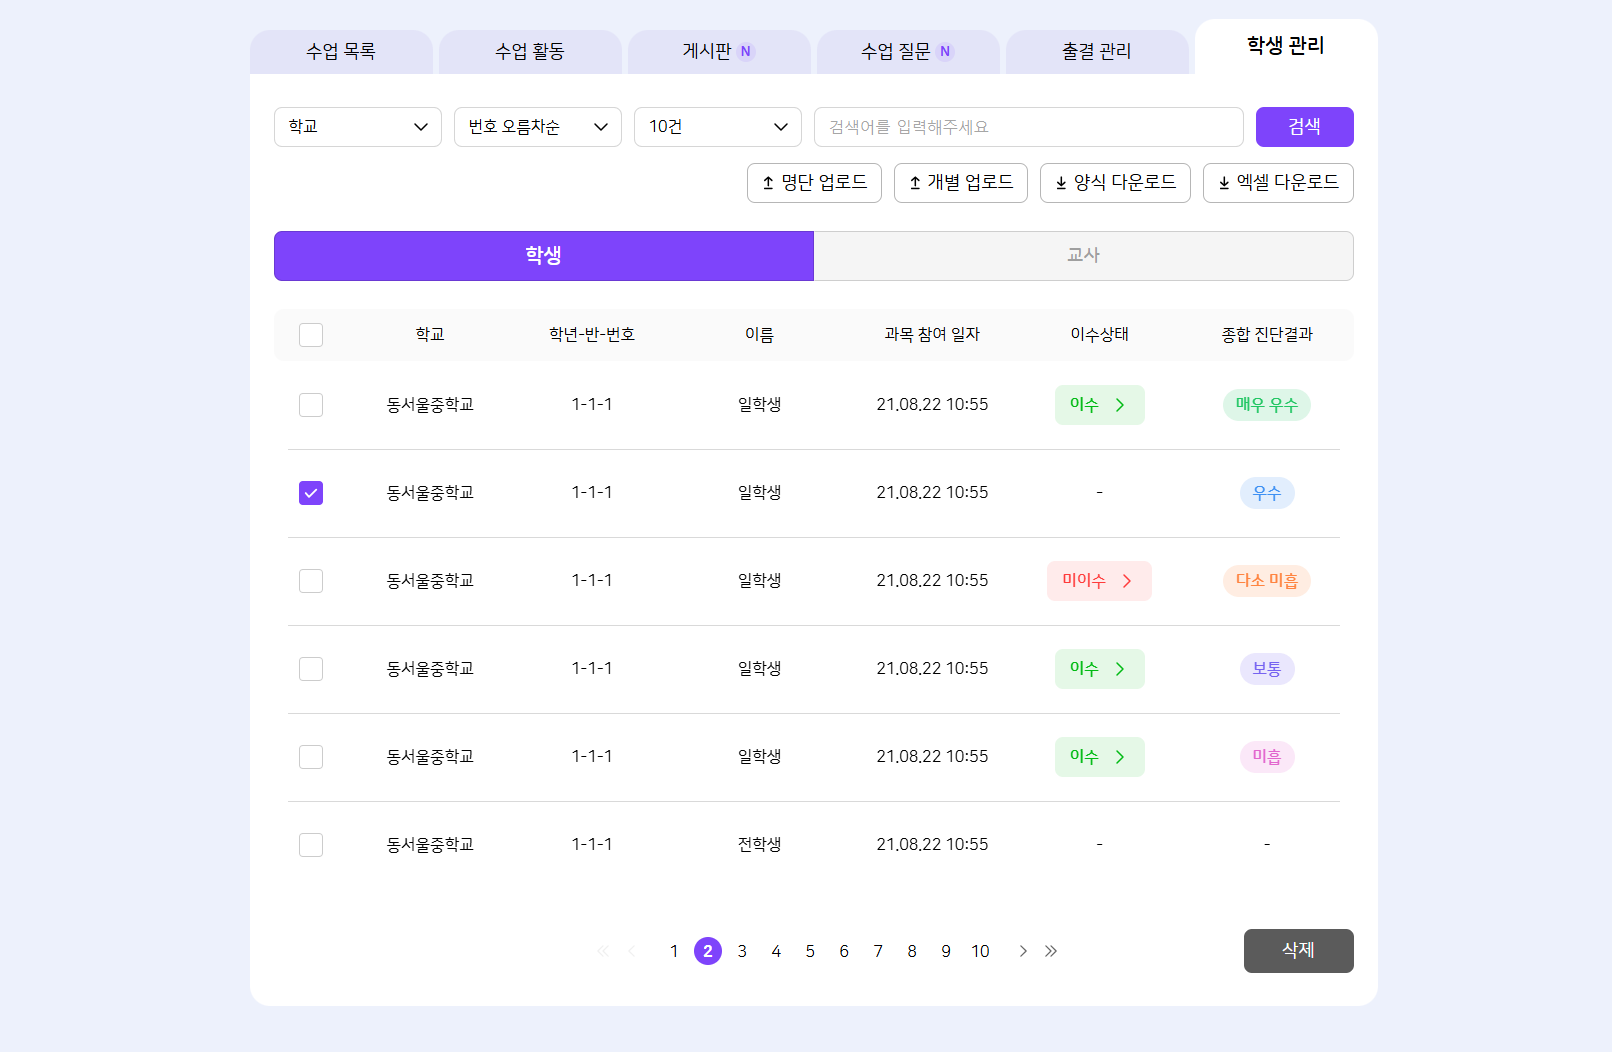 수업 목록 수업 활동 게시판 N 수업 질문 N 출결 관리 학생 관리
학교 번호 오름차순 10건 검색어를 입력해주세요 검색
명단 업로드 개별 업로드 양식 다운로드 엑셀 다운로드
학생 교사
학교 학년-반-번호 이름 과목 참여 일자 이수상태 종합 진단결과
동서울중학교 1-1-1 일학생 21.08.22 10:55 이수 매우 우수
동서울중학교 1-1-1 일학생 21.08.22 10:55 - 우수
동서울중학교 1-1-1 일학생 21.08.22 10:55 미이수 다소 미흡
동서울중학교 1-1-1 일학생 21.08.22 10:55 이수 보통
동서울중학교 1-1-1 일학생 21.08.22 10:55 이수 미흡
동서울중학교 1-1-1 전학생 21.08.22 10:55 - -
1 2 3 4 5 6 7 8 9 10 삭제